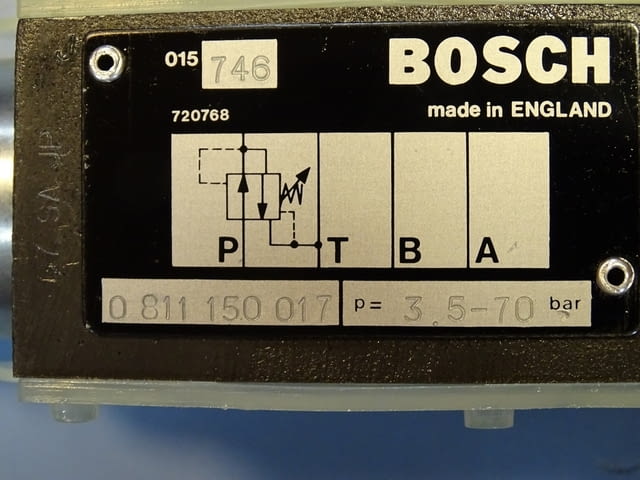 015 746 BOSCH
made in ENGLAND
720768
P T B A
0 811 150 017 p= 3.5-70 bar